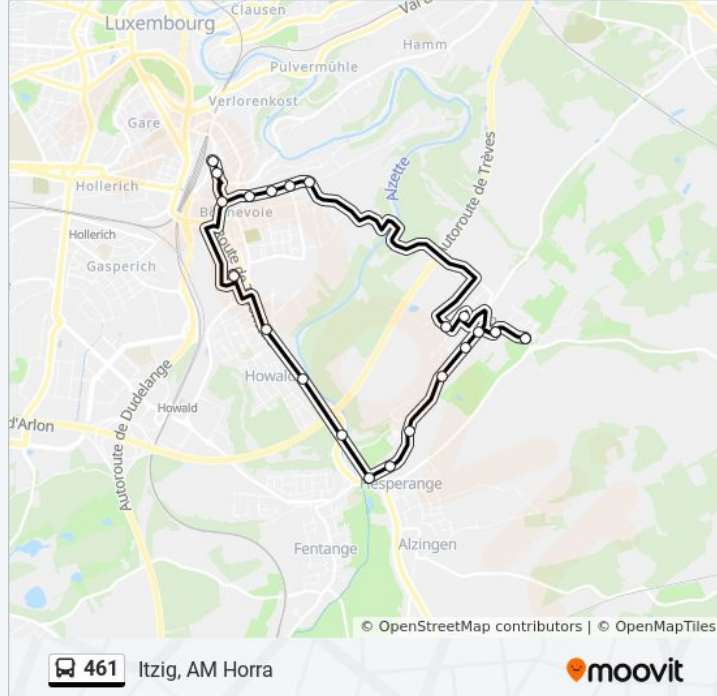 Clausen
Luxembourg
Hamm
Pulvermühle
Verlorenkost
Gare
Autoroute de Trèves
Alzette
Hollerich
Hollerich
Gasperich
Howald
Howald
d'Arlon
Autoroute de Dudelange
Hesperange
Fentange
Alzingen
© OpenStreetMap contributors | © OpenMapTiles
461 Itzig, AM Horra
moovit